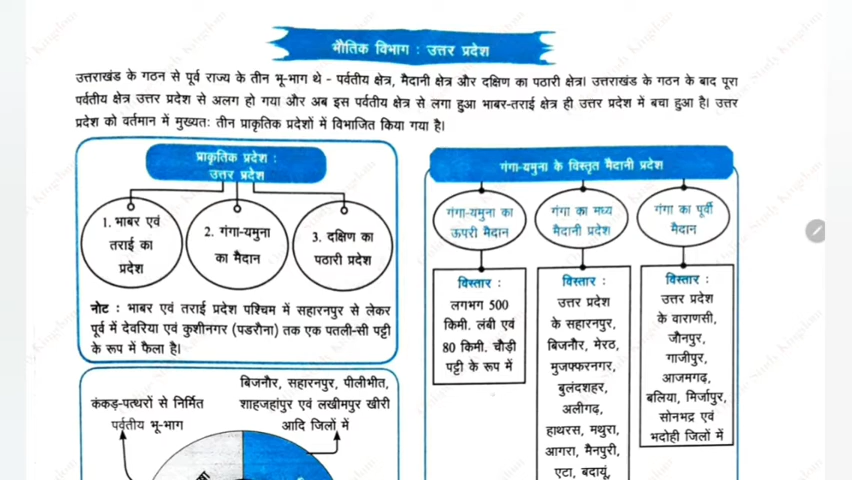 भौतिक विभाग : उत्तर प्रदेश
उत्तराखंड के गठन से पूर्व राज्य के तीन भू-भाग थे - पर्वतीय क्षेत्र, मैदानी क्षेत्र और दक्षिण का पठारी क्षेत्र। उत्तराखंड के गठन के बाद पूरा
पर्वतीय क्षेत्र उत्तर प्रदेश से अलग हो गया और अब इस पर्वतीय क्षेत्र से लगा हुआ भाबर-तराई क्षेत्र ही उत्तर प्रदेश में बचा हुआ है। उत्तर
प्रदेश को वर्तमान में मुख्यतः तीन प्राकृतिक प्रदेशों में विभाजित किया गया है।
प्राकृतिक प्रदेश :
उत्तर प्रदेश
1. भाबर एवं
तराई का
प्रदेश
2. गंगा-यमुना
का मैदान
3. दक्षिण का
पठारी प्रदेश
नोट : भाबर एवं तराई प्रदेश पश्चिम में सहारनपुर से लेकर
पूर्व में देवरिया एवं कुशीनगर (पडरौना) तक एक पतली-सी पट्टी
के रूप में फैला है।
कंकड़-पत्थरों से निर्मित
पर्वतीय भू-भाग
बिजनौर, सहारनपुर, पीलीभीत,
शाहजहांपुर एवं लखीमपुर खीरी
आदि जिलों में
गंगा-यमुना के विस्तृत मैदानी प्रदेश
गंगा-यमुना का
ऊपरी मैदान
गंगा का मध्य
मैदानी प्रदेश
गंगा का पूर्वी
मैदान
विस्तार :
लगभग 500
किमी. लंबी एवं
80 किमी. चौड़ी
पट्टी के रूप में
विस्तार :
उत्तर प्रदेश
के सहारनपुर,
बिजनौर, मेरठ,
मुजफ्फरनगर,
बुलंदशहर,
अलीगढ़,
हाथरस, मथुरा,
आगरा, मैनपुरी,
एटा, बदायूं,
विस्तार :
उत्तर प्रदेश
के वाराणसी,
जौनपुर,
गाजीपुर,
आजमगढ़,
बलिया, मिर्जापुर,
सोनभद्र एवं
भदोही जिलों में